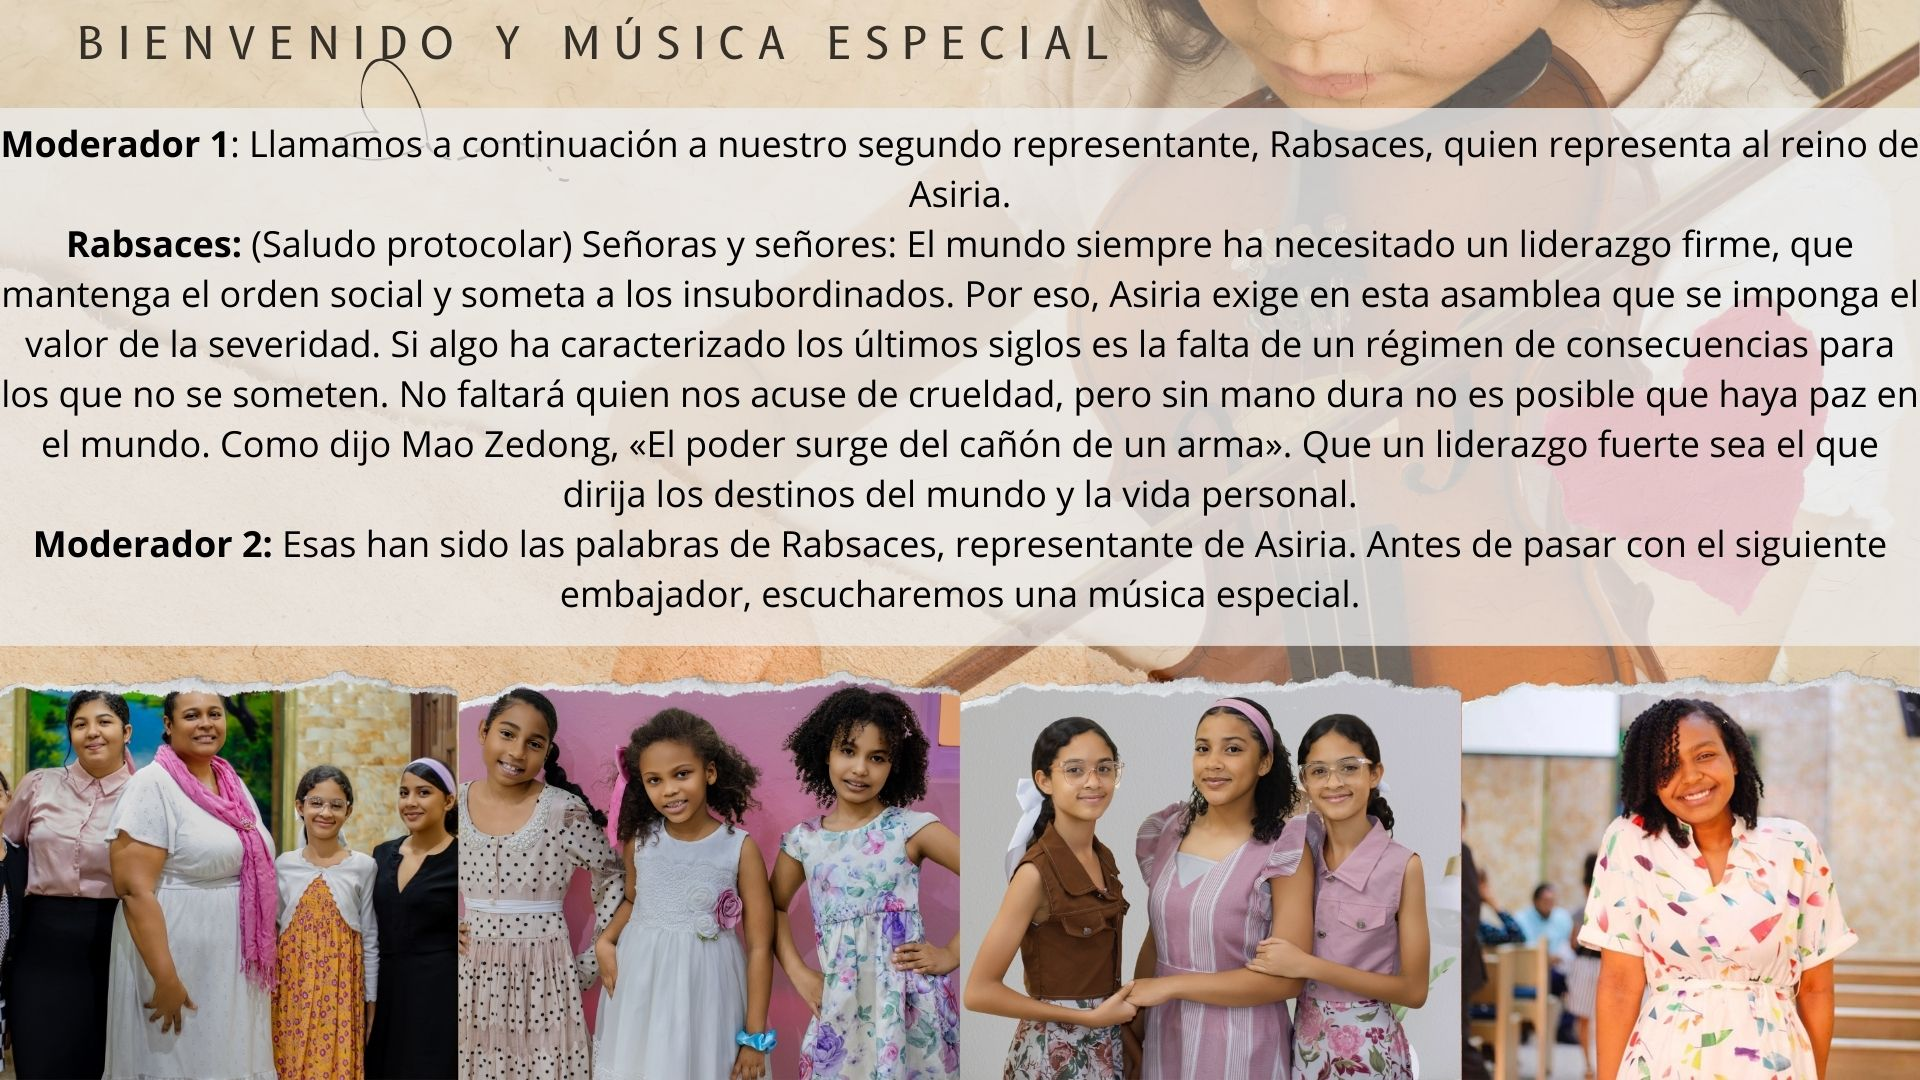 BIENVENIDO Y MÚSICA ESPECIAL
Moderador 1: Llamamos a continuación a nuestro segundo representante, Rabsaces, quien representa al reino de
Asiria.
Rabsaces: (Saludo protocolar) Señoras y señores: El mundo siempre ha necesitado un liderazgo firme, que
mantenga el orden social y someta a los insubordinados. Por eso, Asiria exige en esta asamblea que se imponga el
valor de la severidad. Si algo ha caracterizado los últimos siglos es la falta de un régimen de consecuencias para
los que no se someten. No faltará quien nos acuse de crueldad, pero sin mano dura no es posible que haya paz en
el mundo. Como dijo Mao Zedong, «El poder surge del cañón de un arma». Que un liderazgo fuerte sea el que
dirija los destinos del mundo y la vida personal.
Moderador 2: Esas han sido las palabras de Rabsaces, representante de Asiria. Antes de pasar con el siguiente
embajador, escucharemos una música especial.